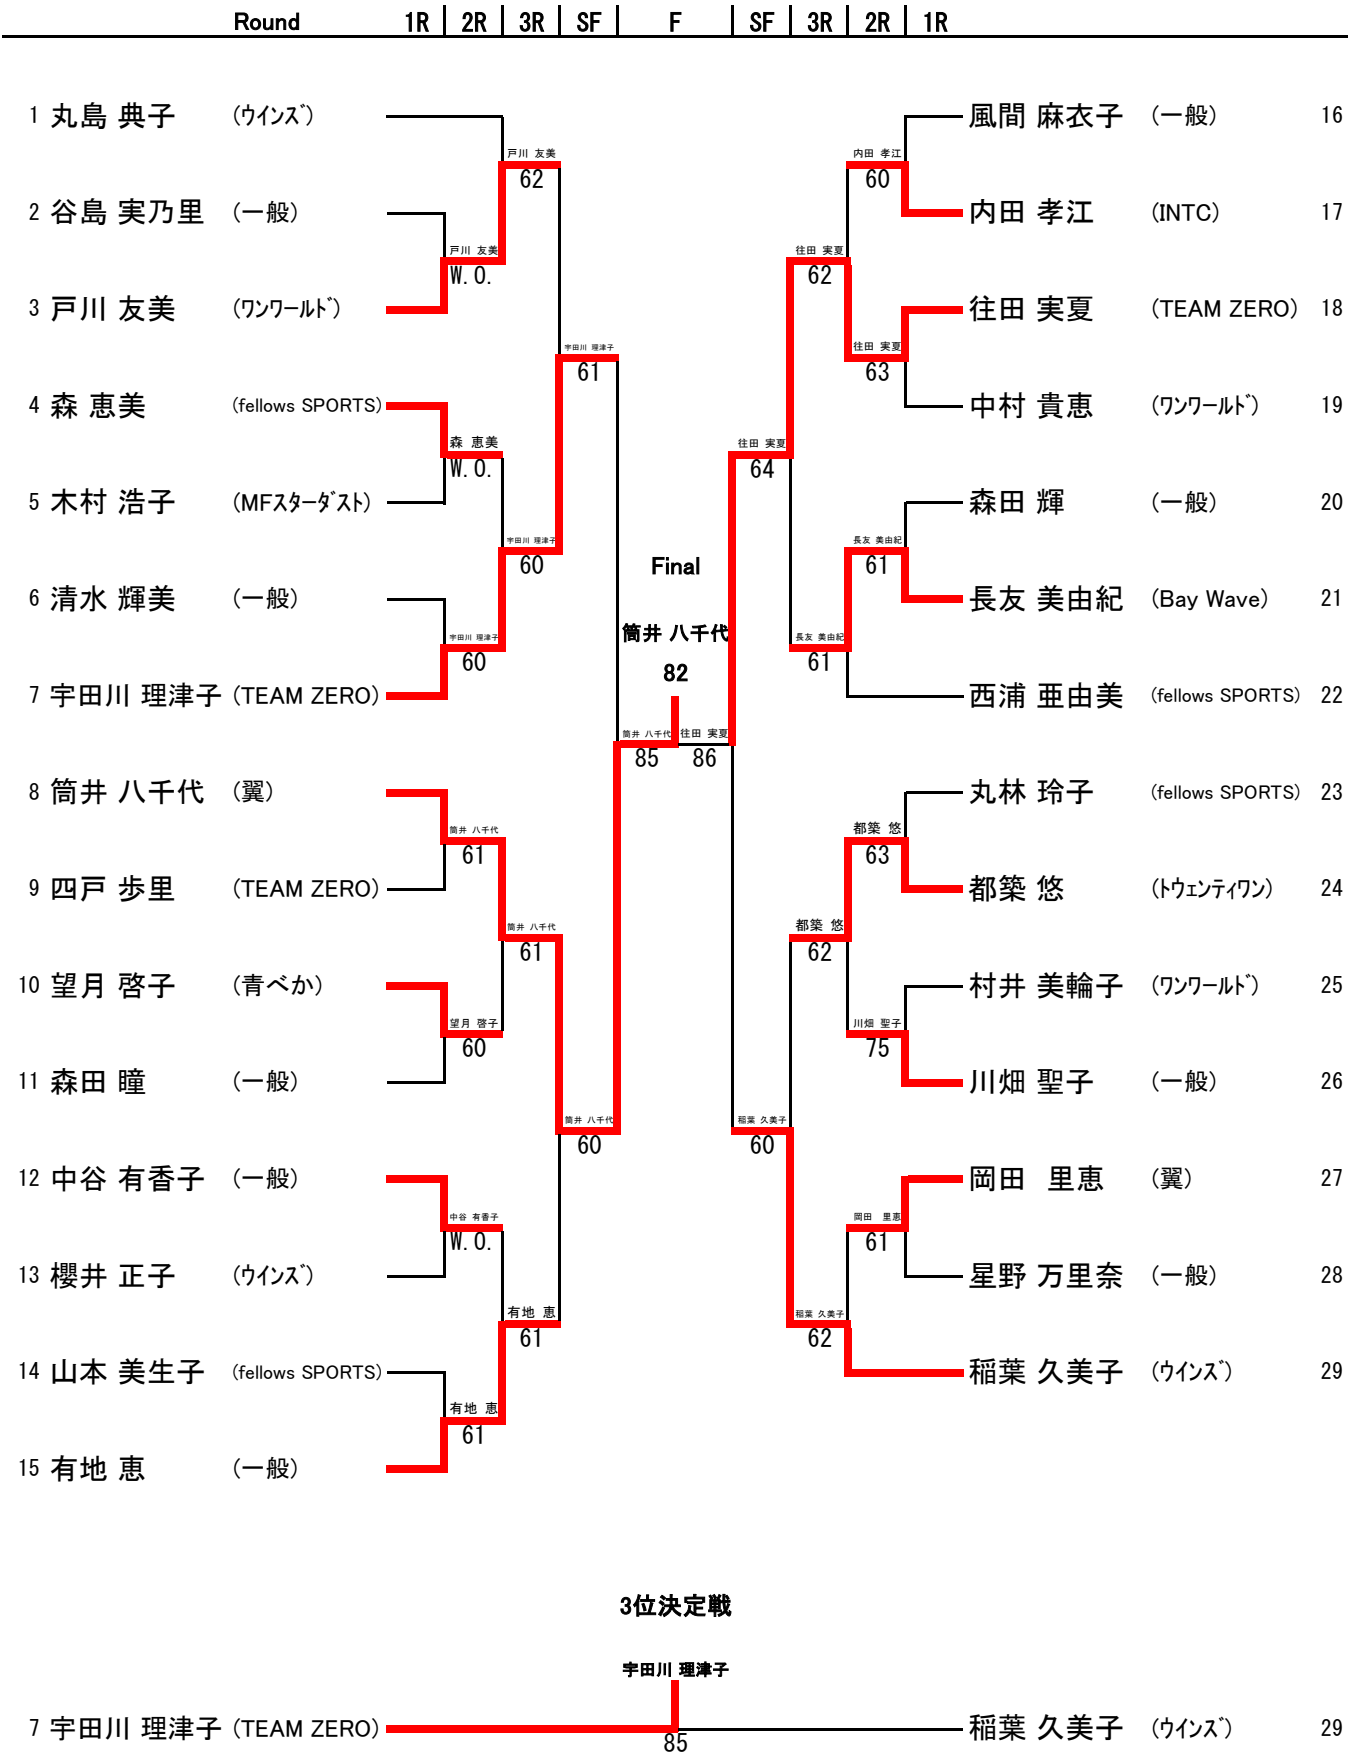 Round 1R 2R 3R SF F SF 3R 2R 1R
1 丸島 典子 (ウインズ) 風間 麻衣子 (一般) 16
戸川 友美 内田 孝江
62 60
2 谷島 実乃里 (一般) 内田 孝江 (INTC) 17
戸川 友美 往田 実夏
W.O. 62
3 戸川 友美 (ワンワールド) 往田 実夏 (TEAM ZERO) 18
宇田川 理津子 往田 実夏
61 63
4 森 恵美 (fellows SPORTS) 中村 貴恵 (ワンワールド) 19
森 恵美 往田 実夏
W.O. 64
5 木村 浩子 (MFスターダスト) 森田 輝 (一般) 20
宇田川 理津子 長友 美由紀
60 Final 61
6 清水 輝美 (一般) 長友 美由紀 (Bay Wave) 21
宇田川 理津子 筒井 八千代 長友 美由紀
60 82 61
7 宇田川 理津子 (TEAM ZERO) 西浦 亜由美 (fellows SPORTS) 22
筒井 八千代 往田 実夏
85 86
8 筒井 八千代 (翼) 丸林 玲子 (fellows SPORTS) 23
筒井 八千代 都築 悠
61 63
9 四戸 歩里 (TEAM ZERO) 都築 悠 (トウェンティワン) 24
筒井 八千代 都築 悠
61 62
10 望月 啓子 (青べか) 村井 美輪子 (ワンワールド) 25
望月 啓子 川畑 聖子
60 75
11 森田 瞳 (一般) 川畑 聖子 (一般) 26
筒井 八千代 稲葉 久美子
60 60
12 中谷 有香子 (一般) 岡田 里恵 (翼) 27
中谷 有香子 岡田 里恵
W.O. 61
13 櫻井 正子 (ウインズ) 星野 万里奈 (一般) 28
有地 恵 稲葉 久美子
61 62
14 山本 美生子 (fellows SPORTS) 稲葉 久美子 (ウインズ) 29
有地 恵
61
15 有地 恵 (一般)
3位決定戦
宇田川 理津子
7 宇田川 理津子 (TEAM ZERO) 稲葉 久美子 (ウインズ) 29
85